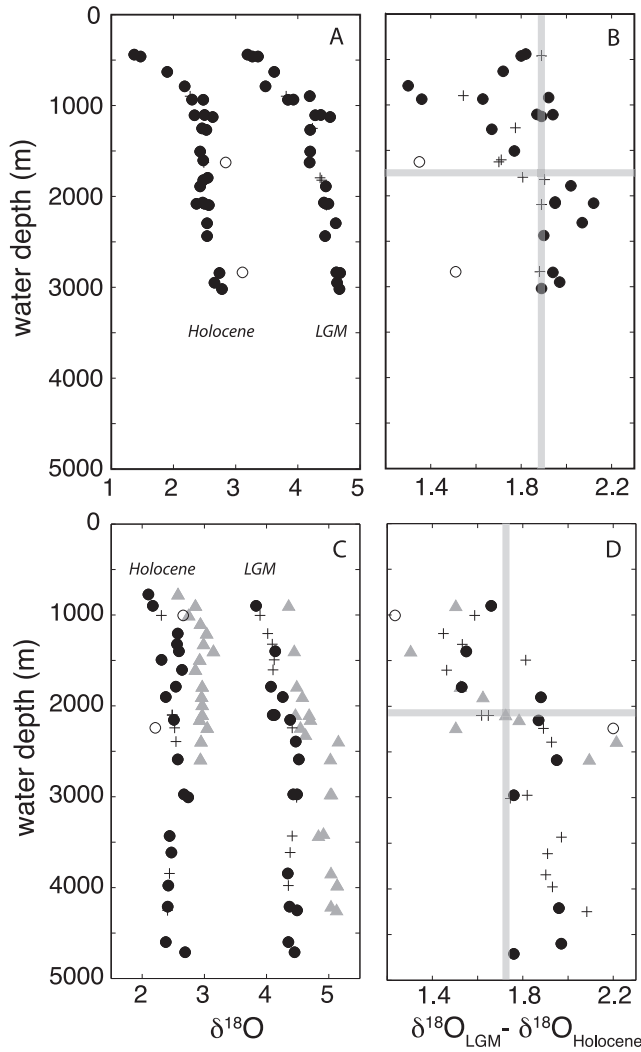 0
A
B
1000
2000
3000
Holocene
LGM
4000
5000
water depth (m)
1 2 3 4 5
1.4 1.8 2.2
0
C
D
Holocene
LGM
1000
2000
3000
4000
5000
water depth (m)
2 3 4 5
1.4 1.8 2.2
δ¹⁸O
δ¹⁸O_LGM - δ¹⁸O_Holocene